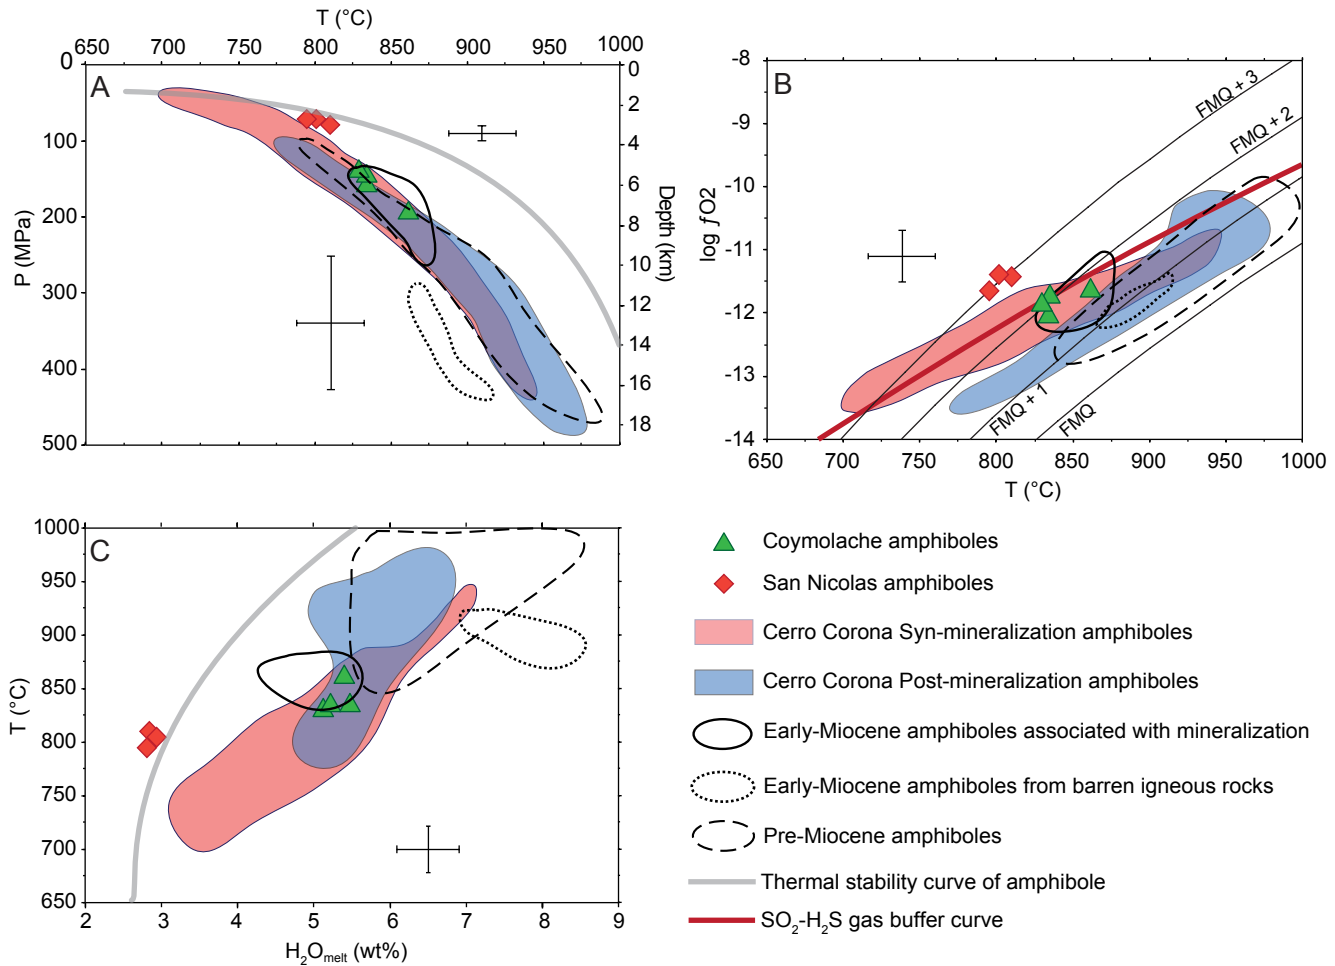 T (°C)
650 700 750 800 850 900 950 1000
A
0
100
200
300
400
500
P (MPa)
0
2
4
6
8
10
12
14
16
18
Depth (km)
B
-8
-9
-10
-11
-12
-13
-14
log ƒO2
FMQ + 3
FMQ + 2
FMQ + 1
FMQ
650 700 750 800 850 900 950 1000
T (°C)
C
1000
950
900
850
800
750
700
650
T (°C)
2 3 4 5 6 7 8 9
H₂Omelt (wt%)
Coymolache amphiboles
San Nicolas amphiboles
Cerro Corona Syn-mineralization amphiboles
Cerro Corona Post-mineralization amphiboles
Early-Miocene amphiboles associated with mineralization
Early-Miocene amphiboles from barren igneous rocks
Pre-Miocene amphiboles
Thermal stability curve of amphibole
SO₂-H₂S gas buffer curve